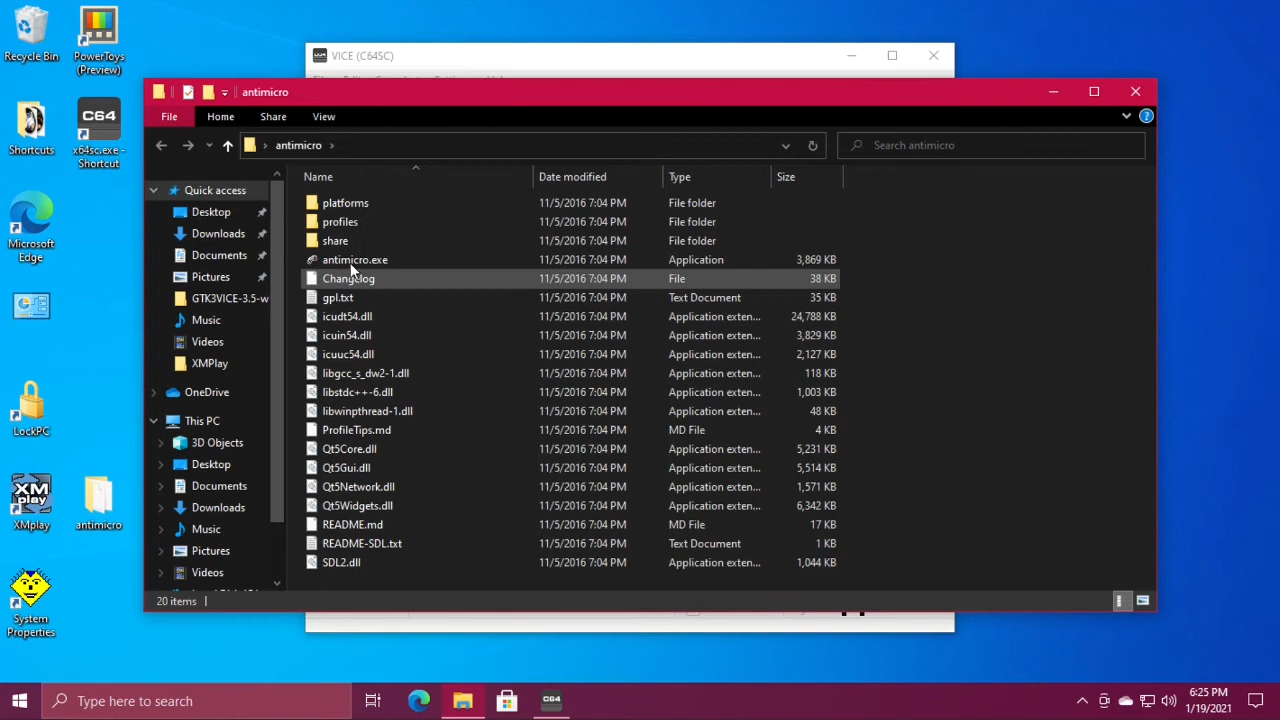 Recycle Bin
PowerToys
(Preview)
VICE (C64SC)
antimicro
File
Home
Share
View
Shortcuts
C64
x64sc.exe -
Shortcut
antimicro
Search antimicro
Name
Date modified
Type
Size
Quick access
Desktop
Downloads
Documents
Pictures
GTK3VICE-3.5-w
Music
Videos
XMPlay
OneDrive
This PC
3D Objects
Desktop
Documents
Downloads
Music
Pictures
Videos
platforms 11/5/2016 7:04 PM File folder
profiles 11/5/2016 7:04 PM File folder
share 11/5/2016 7:04 PM File folder
antimicro.exe 11/5/2016 7:04 PM Application 3,869 KB
Changelog 11/5/2016 7:04 PM File 38 KB
gpl.txt 11/5/2016 7:04 PM Text Document 35 KB
icudt54.dll 11/5/2016 7:04 PM Application exten... 24,788 KB
icuin54.dll 11/5/2016 7:04 PM Application exten... 3,829 KB
icuuc54.dll 11/5/2016 7:04 PM Application exten... 2,127 KB
libgcc_s_dw2-1.dll 11/5/2016 7:04 PM Application exten... 118 KB
libstdc++-6.dll 11/5/2016 7:04 PM Application exten... 1,003 KB
libwinpthread-1.dll 11/5/2016 7:04 PM Application exten... 48 KB
ProfileTips.md 11/5/2016 7:04 PM MD File 4 KB
Qt5Core.dll 11/5/2016 7:04 PM Application exten... 5,231 KB
Qt5Gui.dll 11/5/2016 7:04 PM Application exten... 5,514 KB
Qt5Network.dll 11/5/2016 7:04 PM Application exten... 1,571 KB
Qt5Widgets.dll 11/5/2016 7:04 PM Application exten... 6,342 KB
README.md 11/5/2016 7:04 PM MD File 17 KB
README-SDL.txt 11/5/2016 7:04 PM Text Document 1 KB
SDL2.dll 11/5/2016 7:04 PM Application exten... 1,044 KB
20 items
Microsoft
Edge
LockPC
XM
play
XMplay
antimicro
System
Properties
Type here to search
C64
6:25 PM
1/19/2021